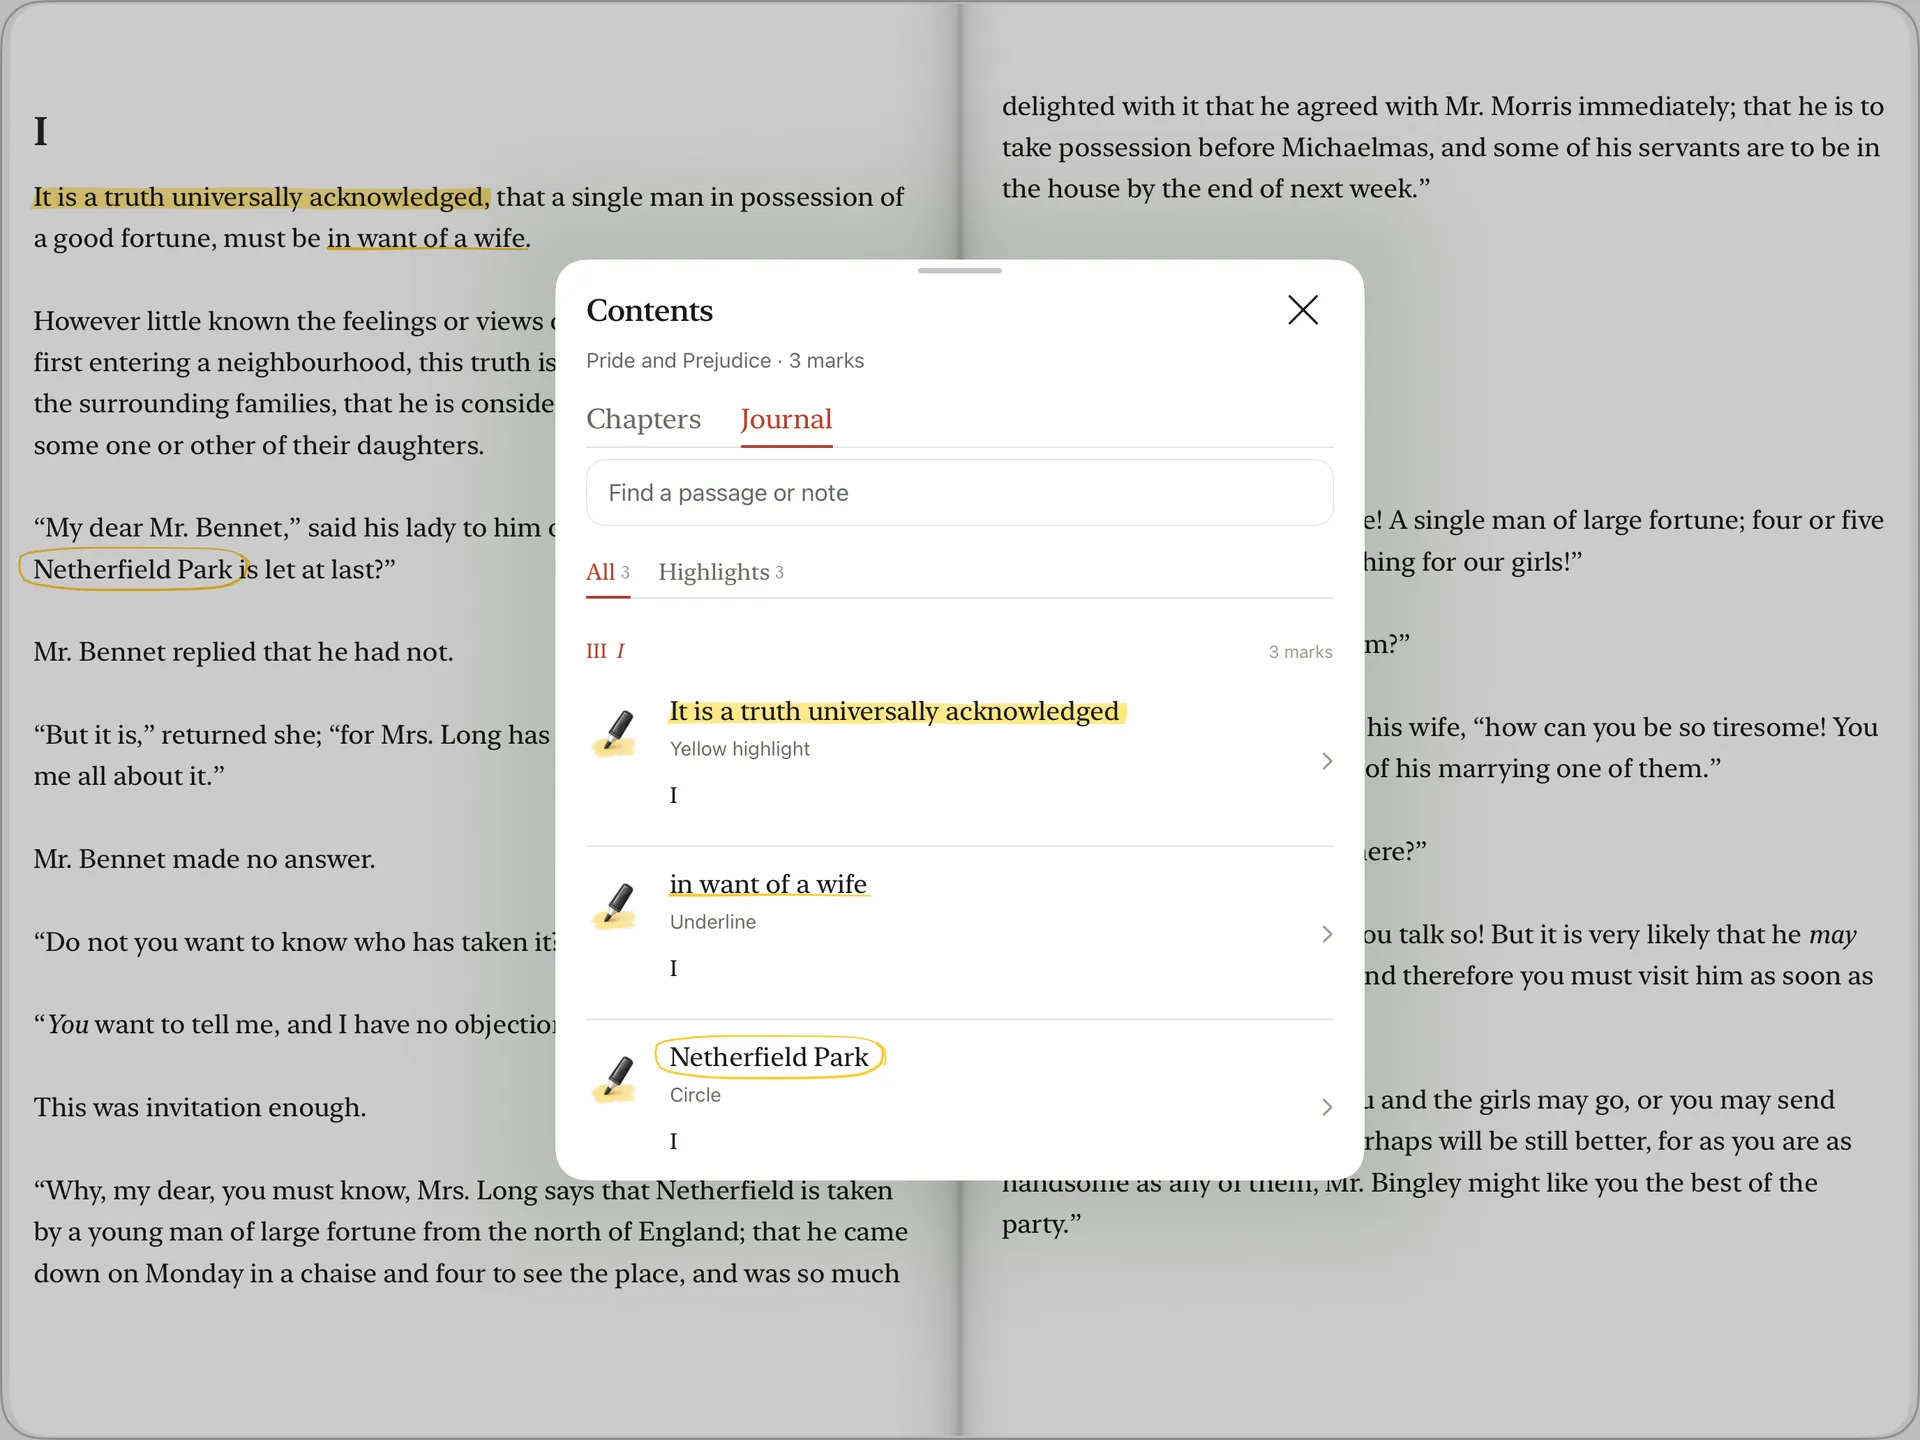 I
It is a truth universally acknowledged, that a single man in possession of
a good fortune, must be in want of a wife.
However little known the feelings or views
first entering a neighbourhood, this truth is
the surrounding families, that he is
some one or other of their daughters.
“My dear Mr. Bennet,” said his lady to him
Netherfield Park is let at last?”
Mr. Bennet replied that he had not.
“But it is,” returned she; “for Mrs. Long has
me all about it.”
Mr. Bennet made no answer.
“Do not you want to know who has taken it
“You want to tell me, and I have no
This was invitation enough.
“Why, my dear, you must know, Mrs. Long says that Netherfield is taken
by a young man of large fortune from the north of England; that he came
down on Monday in a chaise and four to see the place, and was so much
delighted with it that he agreed with Mr. Morris immediately; that he is to
take possession before Michaelmas, and some of his servants are to be in
the house by the end of next week.”
A single man of large fortune; four or five
for our girls!”
his wife, “how can you be so tiresome! You
of his marrying one of them.”
talk so! But it is very likely that he may
therefore you must visit him as soon as
and the girls may go, or you may send
will be still better, for as you are as
handsome as any of them, Mr. Bingley might like you the best of the
party.”
Contents
Pride and Prejudice · 3 marks
Chapters Journal
Find a passage or note
All 3 Highlights 3
III I 3 marks
It is a truth universally acknowledged
Yellow highlight
I
in want of a wife
Underline
I
Netherfield Park
Circle
I